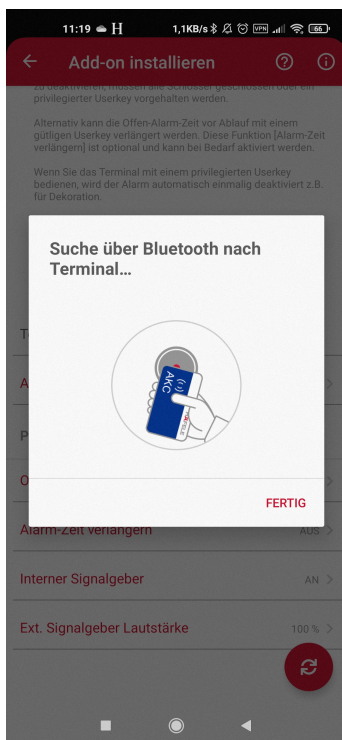 11:19 H 1,1KB/s VPN 66
Add-on installieren
zu deaktivieren, müssen alle Schlösser geschlossen oder ein
privilegierter Userkey vorgehalten werden.
Alternativ kann die Offen-Alarm-Zeit vor Ablauf mit einem
gütligen Userkey verlängert werden. Diese Funktion [Alarm-Zeit
verlängern] ist optional und kann bei Bedarf aktiviert werden.
Wenn Sie das Terminal mit einem privilegierten Userkey
bedienen, wird der Alarm automatisch einmalig deaktiviert z.B.
für Dekoration.
Suche über Bluetooth nach
Terminal...
AKC
T
A
P
O
FERTIG
Alarm-Zeit verlängern AUS
Interner Signalgeber AN
Ext. Signalgeber Lautstärke 100 %